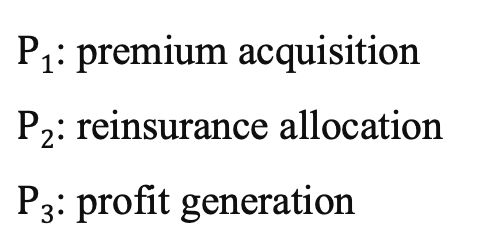 P₁: premium acquisition
P₂: reinsurance allocation
P₃: profit generation